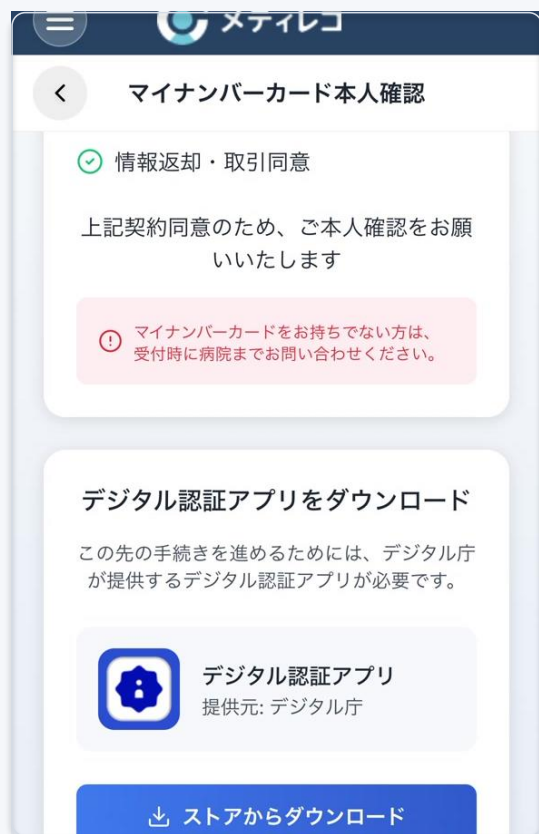 メディレコ
マイナンバーカード本人確認
情報返却・取引同意
上記契約同意のため、ご本人確認をお願
いいたします
マイナンバーカードをお持ちでない方は、
受付時に病院までお問い合わせください。
デジタル認証アプリをダウンロード
この先の手続きを進めるためには、デジタル庁
が提供するデジタル認証アプリが必要です。
デジタル認証アプリ
提供元: デジタル庁
ストアからダウンロード